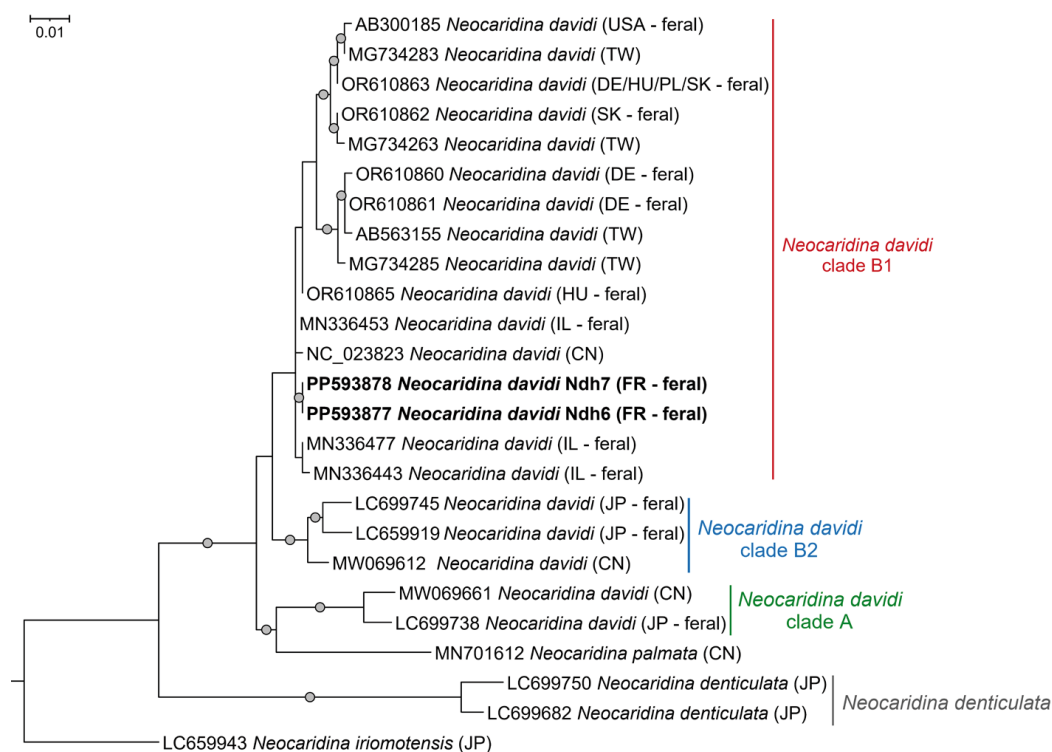 0.01
AB300185 Neocaridina davidi (USA - feral)
MG734283 Neocaridina davidi (TW)
OR610863 Neocaridina davidi (DE/HU/PL/SK - feral)
OR610862 Neocaridina davidi (SK - feral)
MG734263 Neocaridina davidi (TW)
OR610860 Neocaridina davidi (DE - feral)
OR610861 Neocaridina davidi (DE - feral)
AB563155 Neocaridina davidi (TW)
MG734285 Neocaridina davidi (TW)
OR610865 Neocaridina davidi (HU - feral)
MN336453 Neocaridina davidi (IL - feral)
NC_023823 Neocaridina davidi (CN)
PP593878 Neocaridina davidi Ndh7 (FR - feral)
PP593877 Neocaridina davidi Ndh6 (FR - feral)
MN336477 Neocaridina davidi (IL - feral)
MN336443 Neocaridina davidi (IL - feral)
Neocaridina davidi
clade B1
LC699745 Neocaridina davidi (JP - feral)
LC659919 Neocaridina davidi (JP - feral)
MW069612 Neocaridina davidi (CN)
Neocaridina davidi
clade B2
MW069661 Neocaridina davidi (CN)
LC699738 Neocaridina davidi (JP - feral)
Neocaridina davidi
clade A
MN701612 Neocaridina palmata (CN)
LC699750 Neocaridina denticulata (JP)
LC699682 Neocaridina denticulata (JP)
Neocaridina denticulata
LC659943 Neocaridina iriomotensis (JP)